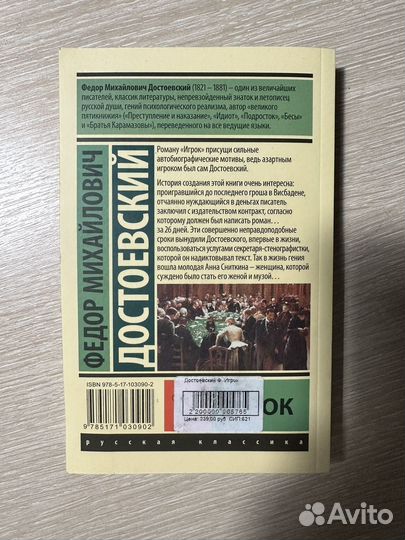 Федор Михайлович Достоевский (1821 – 1881) – один из величайших
писателей, классик литературы, непревзойденный знаток и летописец
русской души, гений психологического реализма, автор «великого
пятикнижия» («Преступление и наказание», «Идиот», «Подросток», «Бесы»
и «Братья Карамазовы»), переведенного на все ведущие языки.
ФЕДОР МИХАЙЛОВИЧ
ДОСТОЕВСКИЙ
Роману «Игрок» присущи сильные
автобиографические мотивы, ведь азартным
игроком был сам Достоевский.
История создания этой книги очень интересна:
проигравшийся до последнего гроша в Висбадене,
отчаянно нуждающийся в деньгах писатель
заключил с издательством контракт, согласно
которому должен был написать роман…
за 26 дней. Эти совершенно неправдоподобные
сроки вынудили Достоевского, впервые в жизни,
воспользоваться услугами секретаря-стенографистки,
которой он надиктовывал текст. Так в жизнь гения
вошла молодая Анна Сниткина – женщина, которой
суждено было стать его женой и музой…
ISBN 978-5-17-103090-2
9 785171 030902
Достоевский Ф. Игрок
Цена: 239,00 руб. СИП:621
ОК
русская классика
Avito